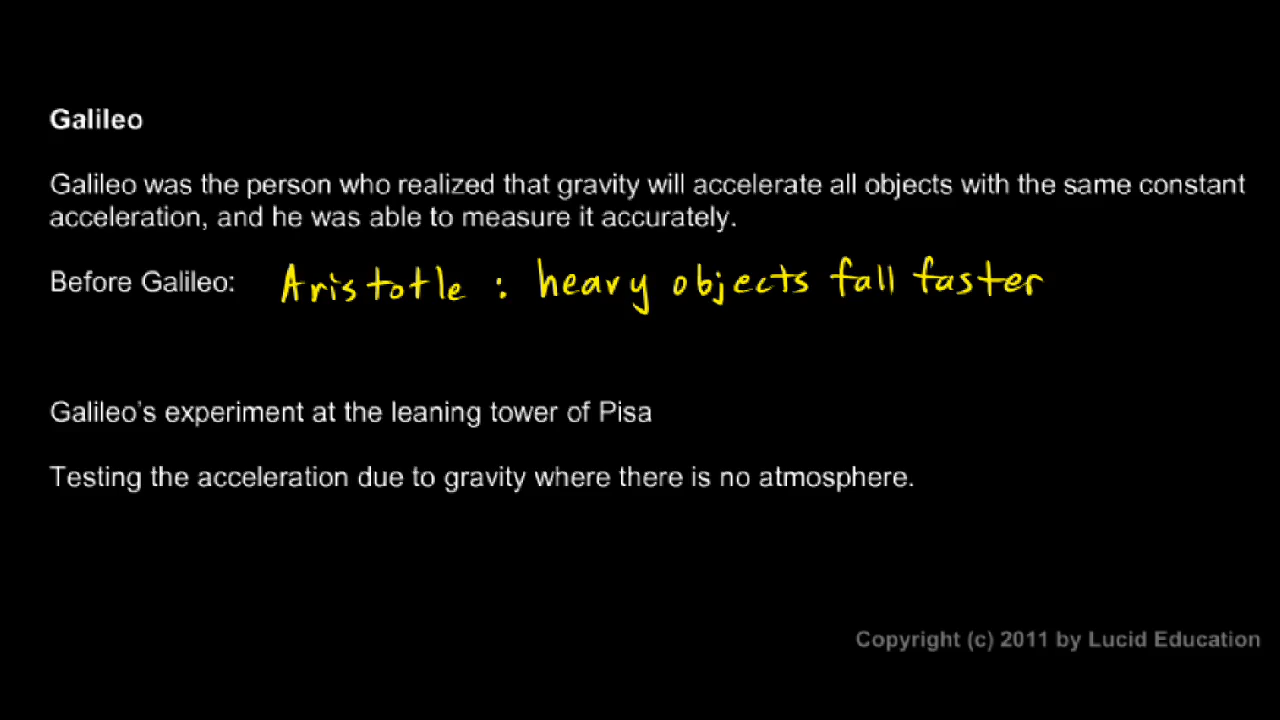 Galileo
Galileo was the person who realized that gravity will accelerate all objects with the same constant
acceleration, and he was able to measure it accurately.
Before Galileo: Aristotle : heavy objects fall faster
Galileo's experiment at the leaning tower of Pisa
Testing the acceleration due to gravity where there is no atmosphere.
Copyright (c) 2011 by Lucid Education